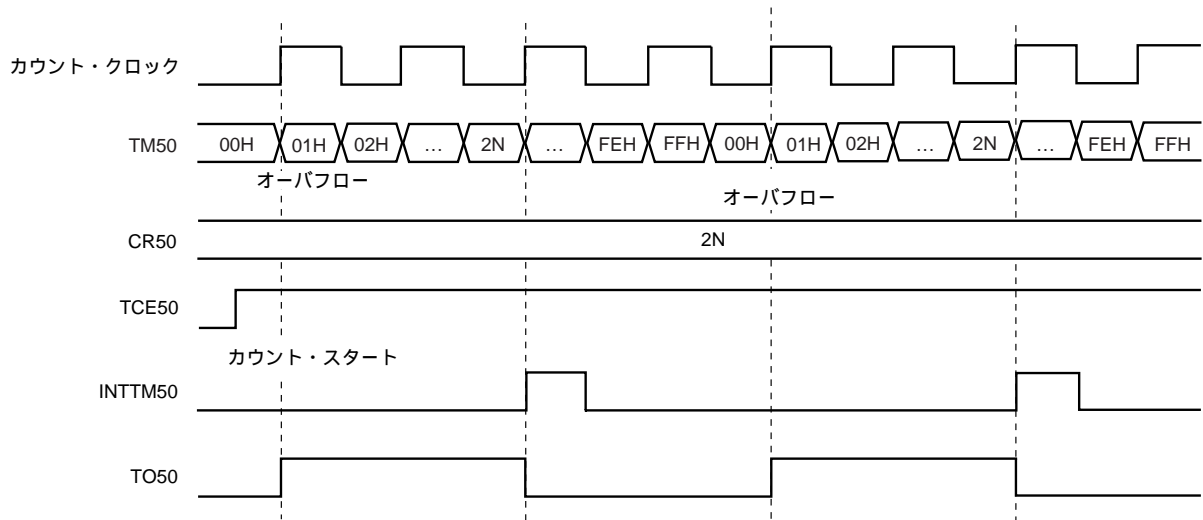 カウント・クロック
TM50 00H 01H 02H … 2N … FEH FFH 00H 01H 02H … 2N … FEH FFH
オーバフロー オーバフロー
CR50 2N
TCE50
カウント・スタート
INTTM50
TO50